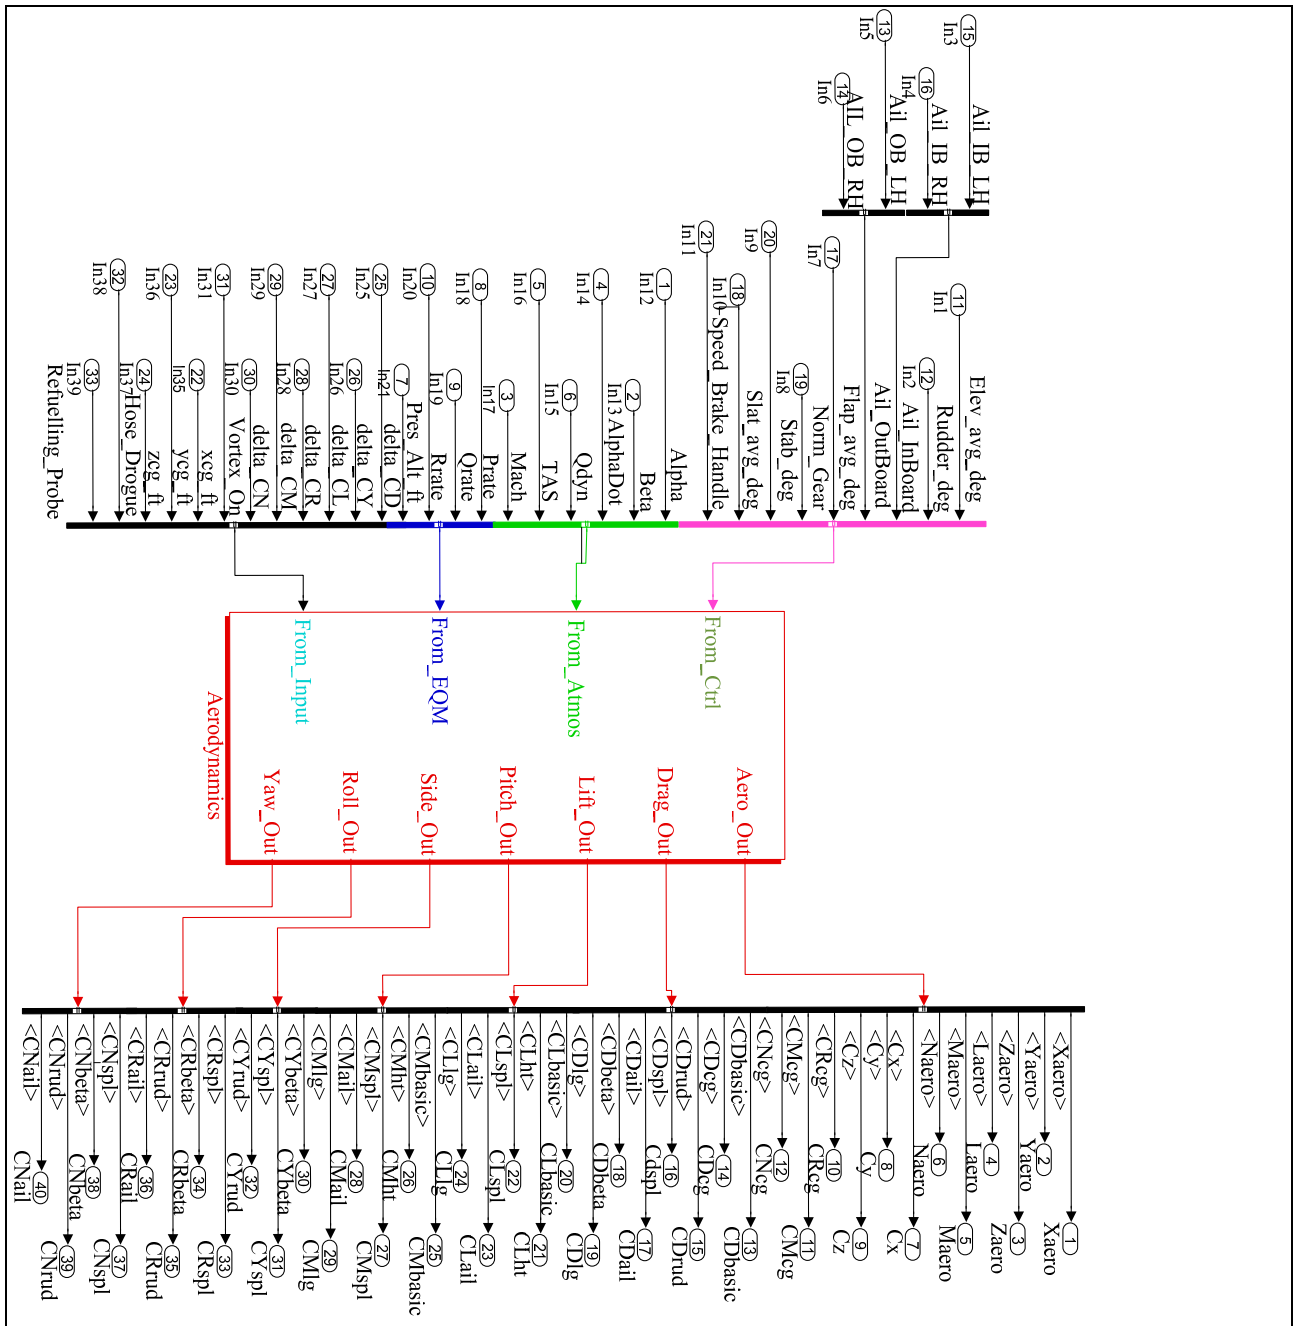 15
In3
Ail_IB_LH
16
In4
Ail_IB_RH
13
In5
Ail_OB_LH
14
In6
AIL_OB_RH
11
In1
Elev_avg_deg
12
In2
Rudder_deg
Ail_InBoard
Ail_OutBoard
17
In7
Flap_avg_deg
19
In8
Norm_Gear
20
In9
Stab_deg
18
In10
Slat_avg_deg
21
In11
Speed_Brake_Handle
1
In12
Alpha
2
In13
Beta
4
In14
AlphaDot
6
In15
Qdyn
5
In16
TAS
3
In17
Mach
8
In18
Prate
9
In19
Qrate
10
In20
Rrate
7
In21
Pres_Alt_ft
25
In25
delta_CD
26
In26
delta_CY
27
In27
delta_CL
28
In28
delta_CR
29
In29
delta_CM
30
In30
delta_CN
31
In31
Vortex_On
22
In35
xcg_ft
23
In36
ycg_ft
24
In37
zcg_ft
32
In38
Hose_Drogue
33
In39
Refuelling_Probe
From_Ctrl
From_Atmos
From_EQM
From_Input
Aero_Out
Drag_Out
Lift_Out
Pitch_Out
Side_Out
Roll_Out
Yaw_Out
Aerodynamics
<Xaero>
1
Xaero
<Yaero>
2
Yaero
<Zaero>
3
Zaero
<Laero>
4
Laero
<Maero>
5
Maero
<Naero>
6
Naero
<Cx>
7
Cx
<Cy>
8
Cy
<Cz>
9
Cz
<CRcg>
10
CRcg
<CMcg>
11
CMcg
<CNcg>
12
CNcg
<CDbasic>
13
CDbasic
<CDcg>
14
CDcg
<CDrud>
15
CDrud
<CDspl>
16
Cdspl
<CDail>
17
CDail
<CDbeta>
18
CDbeta
<CDlg>
19
CDlg
<CLbasic>
20
CLbasic
<CLht>
21
CLht
<CLspl>
22
CLspl
<CLail>
23
CLail
<CLlg>
24
CLlg
<CMbasic>
25
CMbasic
<CMht>
26
CMht
<CMspl>
27
CMspl
<CMail>
28
CMail
<CMlg>
29
CMlg
<CYbeta>
30
CYbeta
<CYspl>
31
CYspl
<CYrud>
32
CYrud
<CRspl>
33
CRspl
<CRbeta>
34
CRbeta
<CRrud>
35
CRrud
<CRail>
36
CRail
<CNspl>
37
CNspl
<CNbeta>
38
CNbeta
<CNrud>
39
CNrud
<CNail>
40
CNail